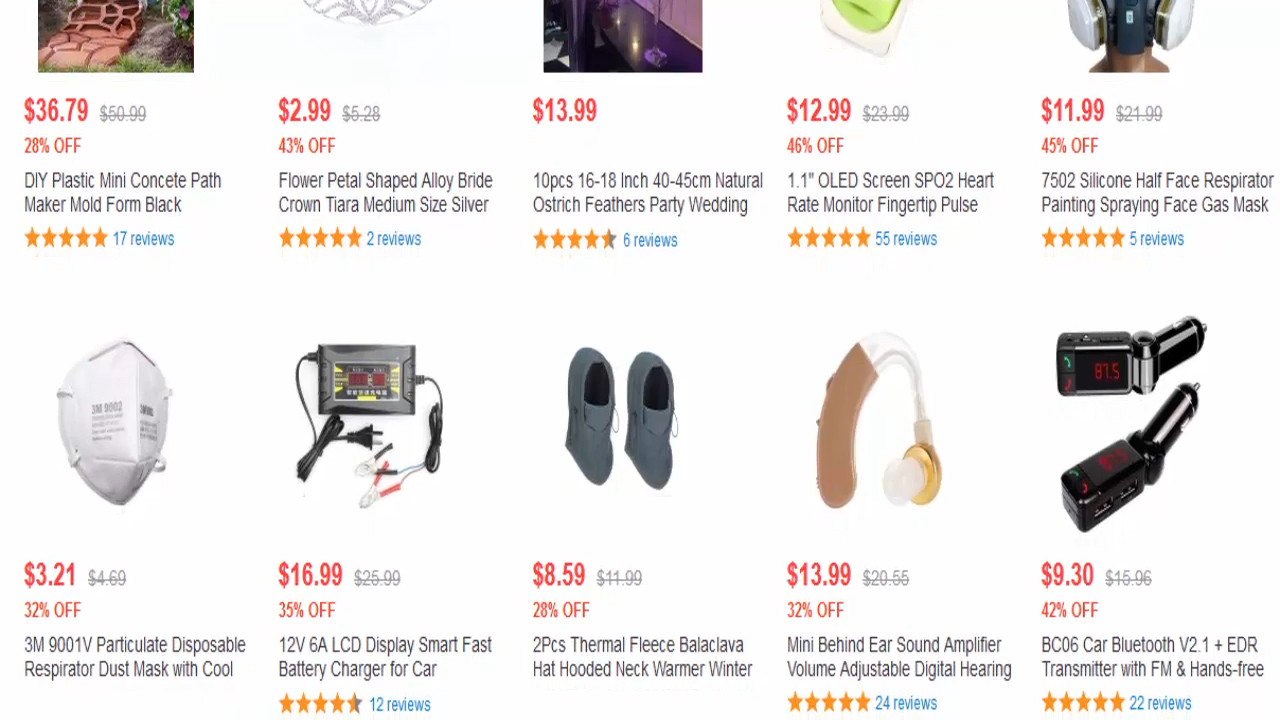 $36.79 $50.99
28% OFF
DIY Plastic Mini Concete Path
Maker Mold Form Black
17 reviews
$2.99 $5.28
43% OFF
Flower Petal Shaped Alloy Bride
Crown Tiara Medium Size Silver
2 reviews
$13.99
10pcs 16-18 Inch 40-45cm Natural
Ostrich Feathers Party Wedding
6 reviews
$12.99 $23.99
46% OFF
1.1" OLED Screen SPO2 Heart
Rate Monitor Fingertip Pulse
55 reviews
$11.99 $21.99
45% OFF
7502 Silicone Half Face Respirator
Painting Spraying Face Gas Mask
5 reviews
3M 9002
87.5
$3.21 $4.69
32% OFF
3M 9001V Particulate Disposable
Respirator Dust Mask with Cool
$16.99 $25.99
35% OFF
12V 6A LCD Display Smart Fast
Battery Charger for Car
12 reviews
$8.59 $11.99
28% OFF
2Pcs Thermal Fleece Balaclava
Hat Hooded Neck Warmer Winter
$13.99 $20.55
32% OFF
Mini Behind Ear Sound Amplifier
Volume Adjustable Digital Hearing
24 reviews
$9.30 $15.96
42% OFF
BC06 Car Bluetooth V2.1 + EDR
Transmitter with FM & Hands-free
22 reviews